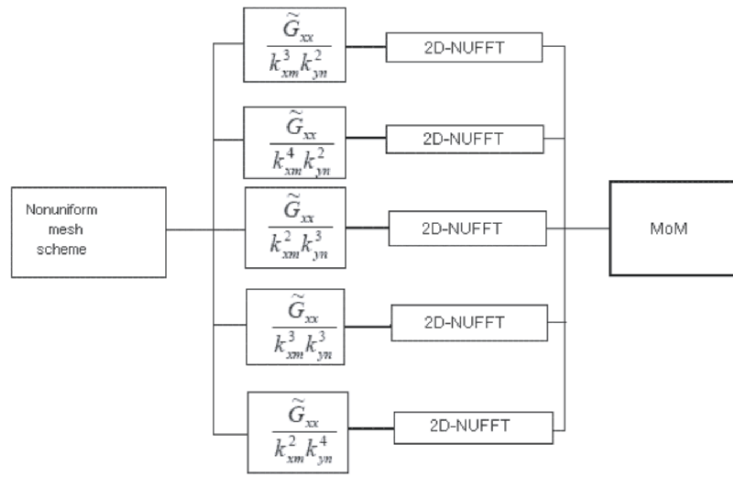 G̃xx / k³xm k²yn
2D-NUFFT
G̃xx / k⁴xm k²yn
2D-NUFFT
Nonuniform
mesh
scheme
G̃xx / k²xm k³yn
2D-NUFFT
MoM
G̃xx / k³xm k³yn
2D-NUFFT
G̃xx / k²xm k⁴yn
2D-NUFFT